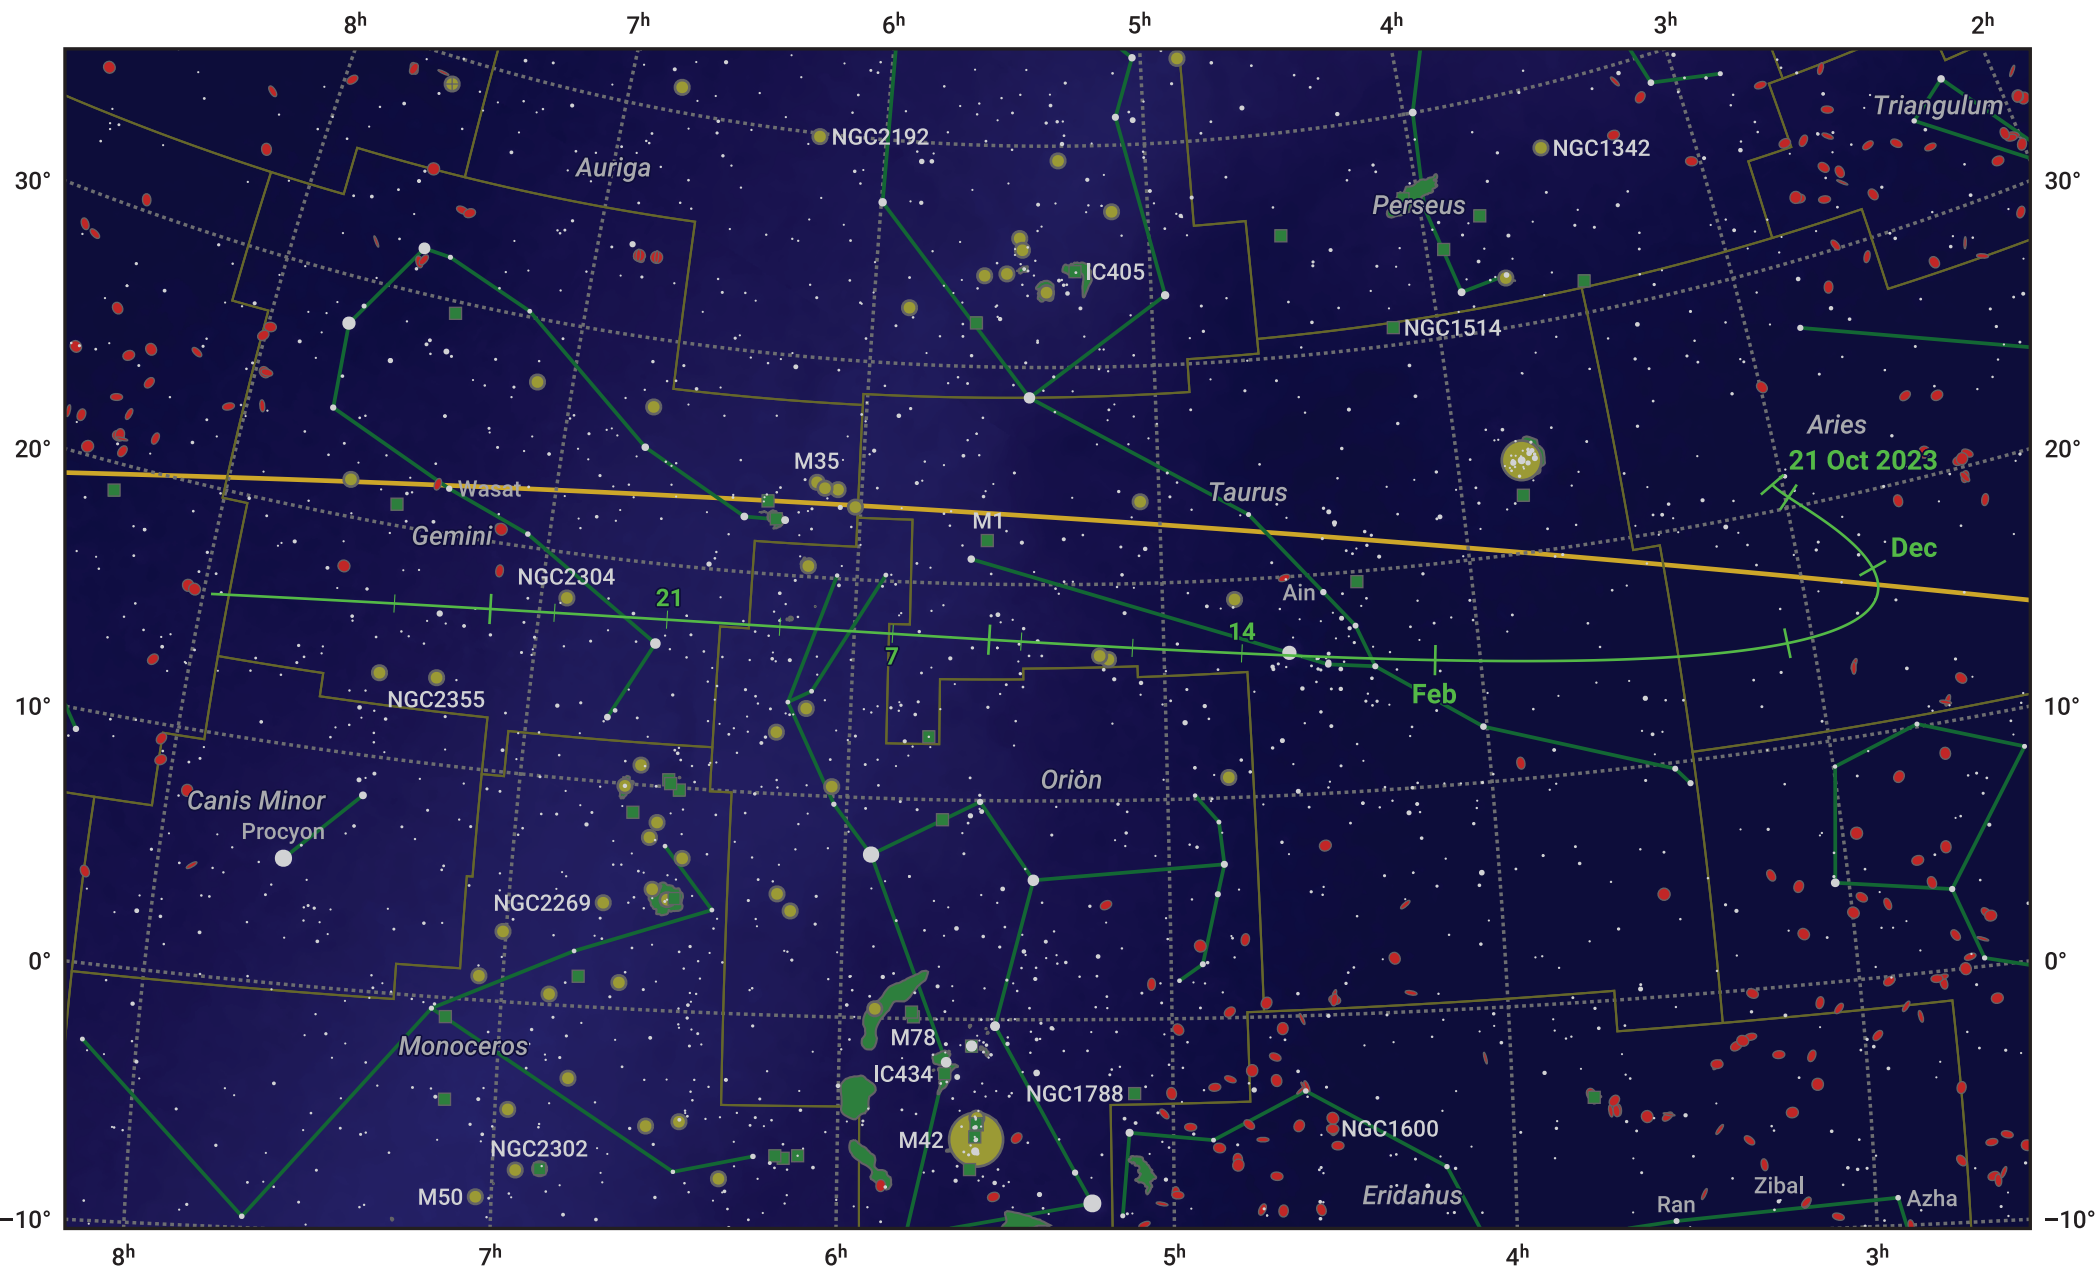 8h 7h 6h 5h 4h 3h 2h
Triangulum
NGC2192
NGC1342
Auriga
30° 30°
Perseus
IC405
NGC1514
Aries
20° 20°
M35
21 Oct 2023
Wasat
Taurus
M1
Gemini
Dec
NGC2304
Ain
21
14
7
NGC2355
Feb
10° 10°
Orion
Canis Minor
Procyon
NGC2269
0° 0°
M78
Monoceros
IC434
NGC1788
M42
NGC1600
NGC2302
Zibal
M50
Eridanus
Ran
Azha
−10° −10°
8h 7h 6h 5h 4h 3h